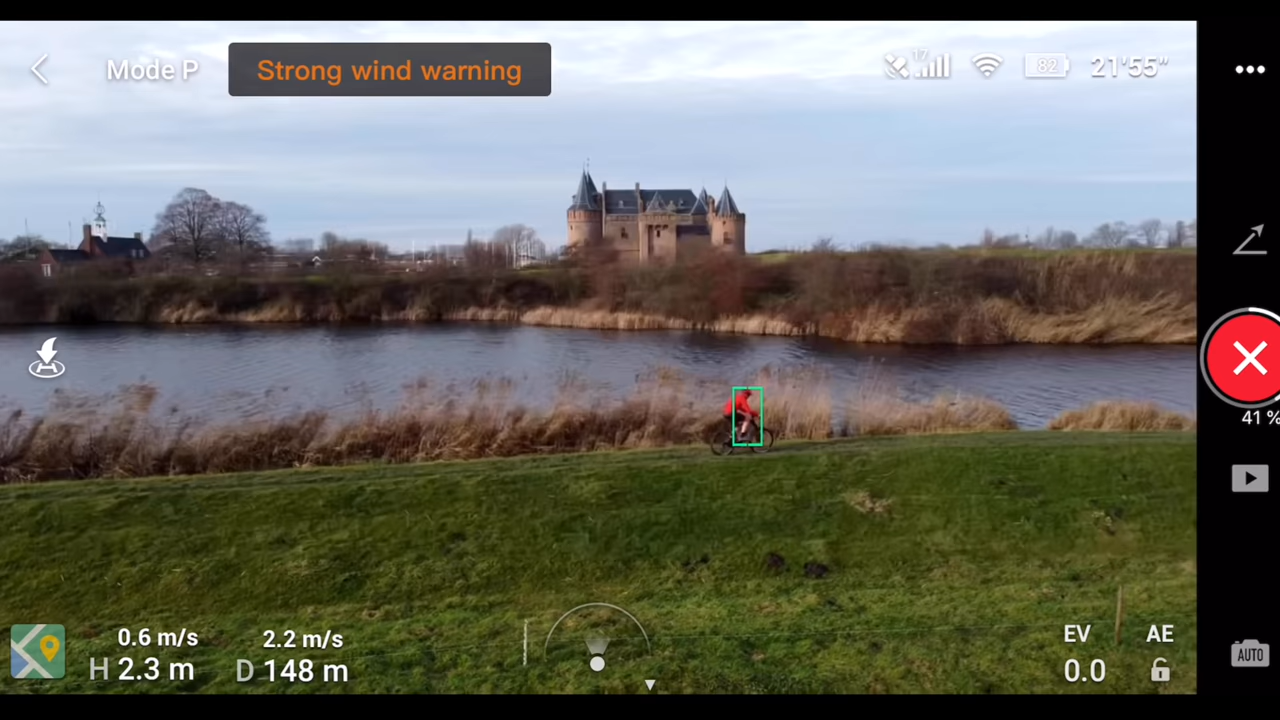 Mode P
Strong wind warning
17
82
21'55"
41 %
0.6 m/s
2.2 m/s
H 2.3 m
D 148 m
EV
AE
0.0
AUTO